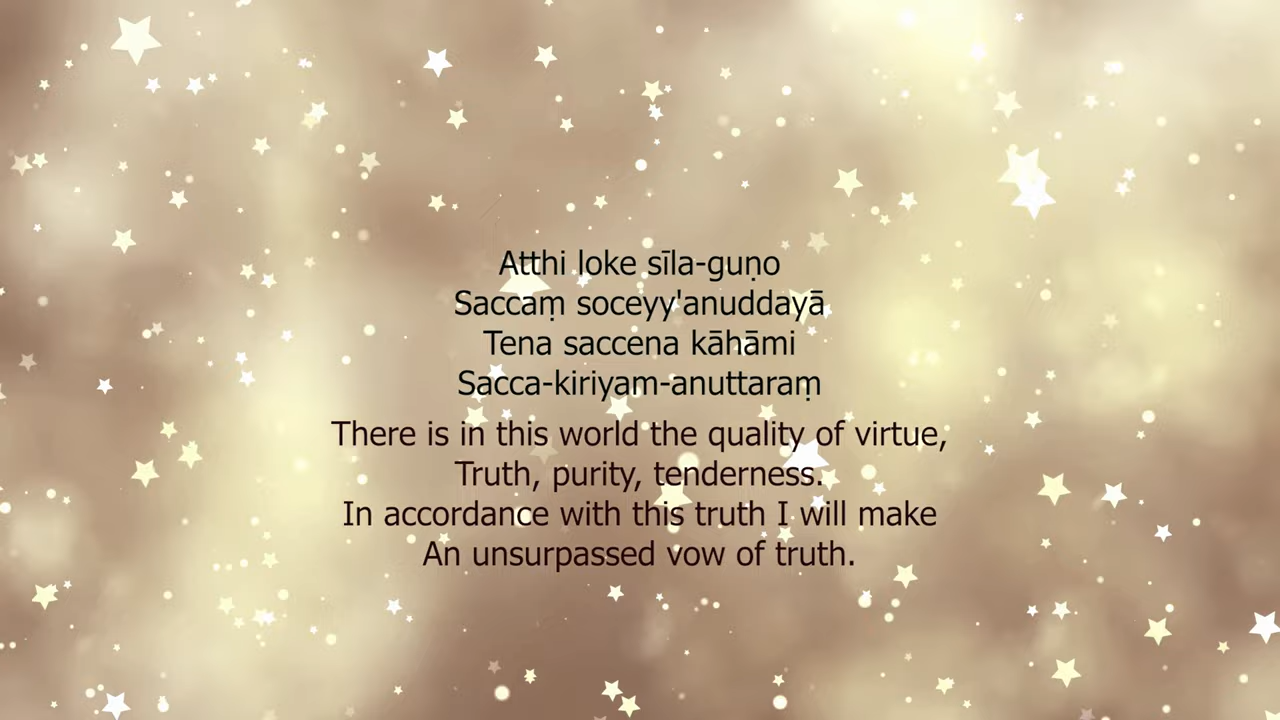 Atthi loke sīla-guṇo
Saccaṃ soceyy'anuddayā
Tena saccena kāhāmi
Sacca-kiriyam-anuttaraṃ
There is in this world the quality of virtue,
Truth, purity, tenderness.
In accordance with this truth I will make
An unsurpassed vow of truth.